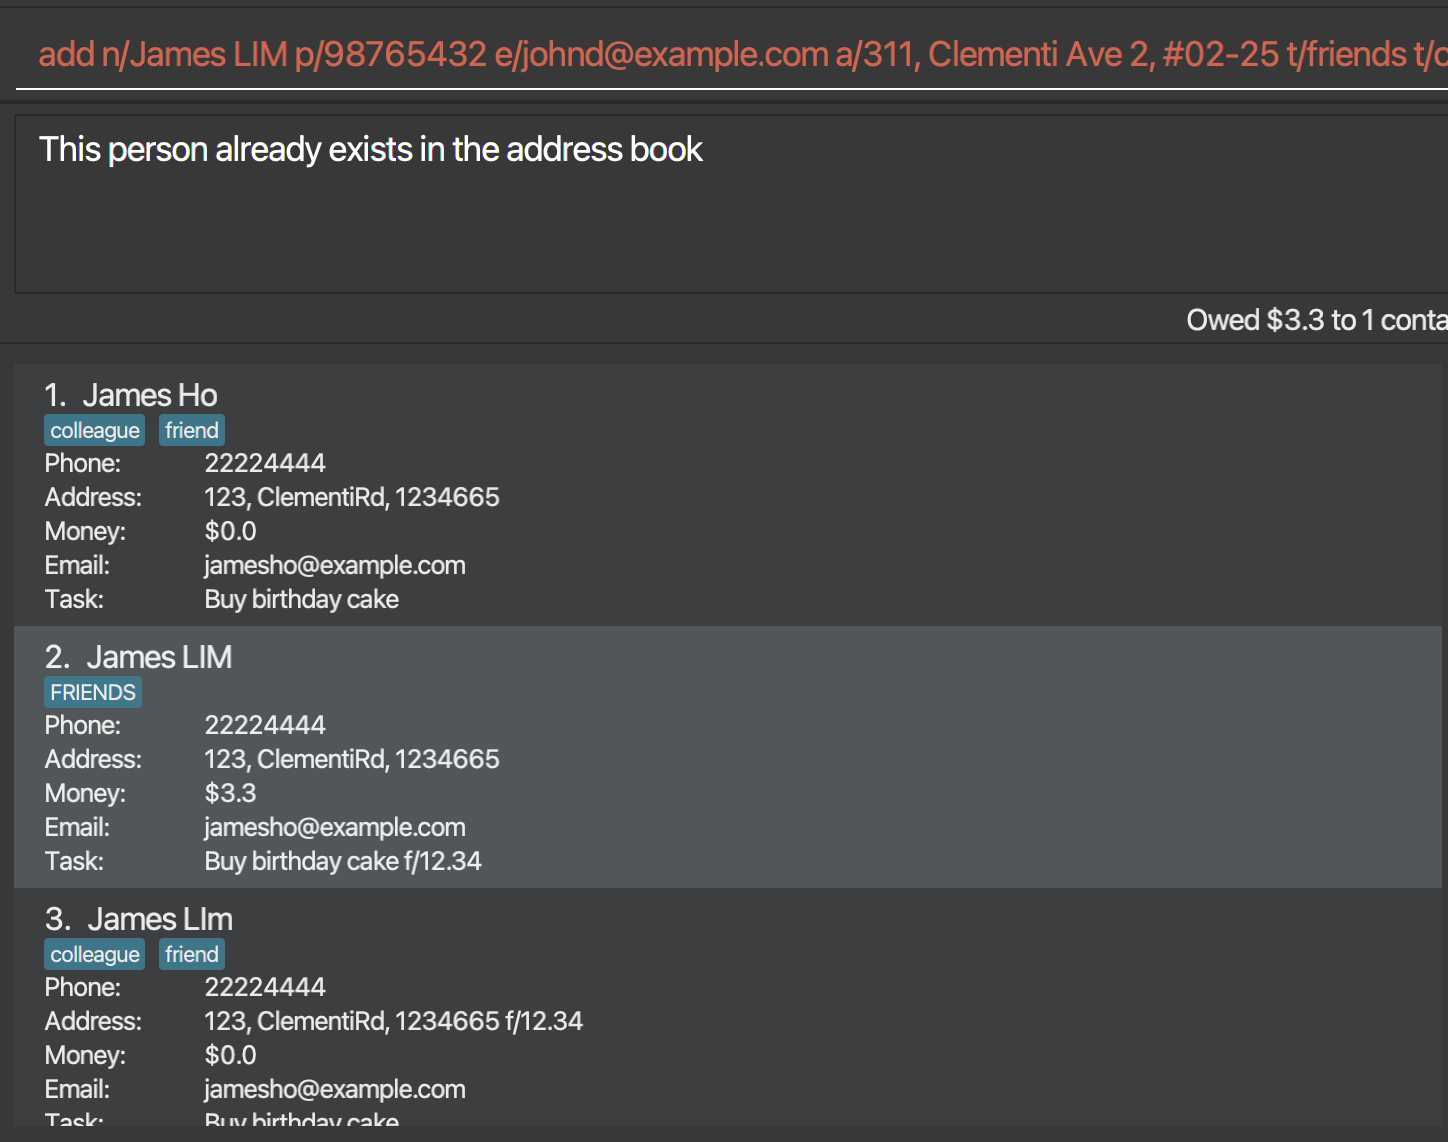 add n/James LIM p/98765432 e/johnd@example.com a/311, Clementi Ave 2, #02-25 t/friends
This person already exists in the address book
Owed $3.3 to 1
1. James Ho
colleague friend
Phone: 22224444
Address: 123, ClementiRd, 1234665
Money: $0.0
Email: jamesho@example.com
Task: Buy birthday cake
2. James LIM
FRIENDS
Phone: 22224444
Address: 123, ClementiRd, 1234665
Money: $3.3
Email: jamesho@example.com
Task: Buy birthday cake f/12.34
3. James LIm
colleague friend
Phone: 22224444
Address: 123, ClementiRd, 1234665 f/12.34
Money: $0.0
Email: jamesho@example.com
Task: Buy birthday cake